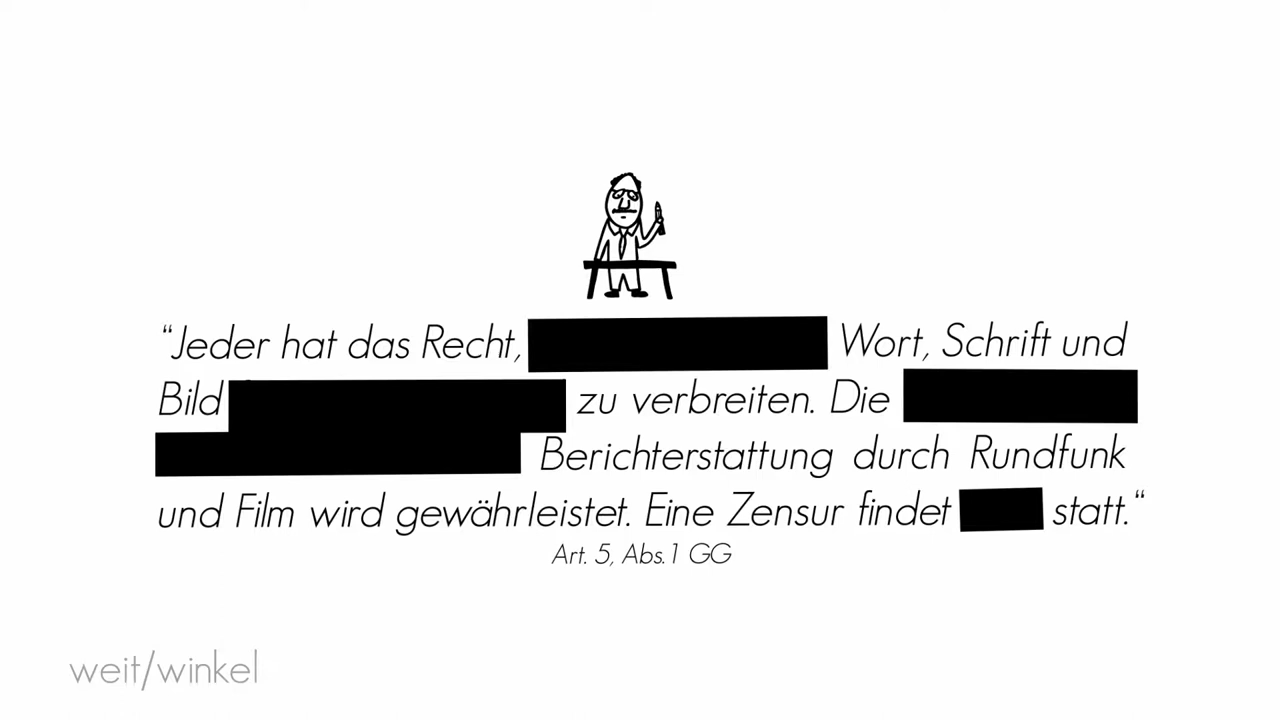 “Jeder hat das Recht, Wort, Schrift und
Bild zu verbreiten. Die
Berichterstattung durch Rundfunk
und Film wird gewährleistet. Eine Zensur findet statt.“
Art. 5, Abs.1 GG
weit/winkel